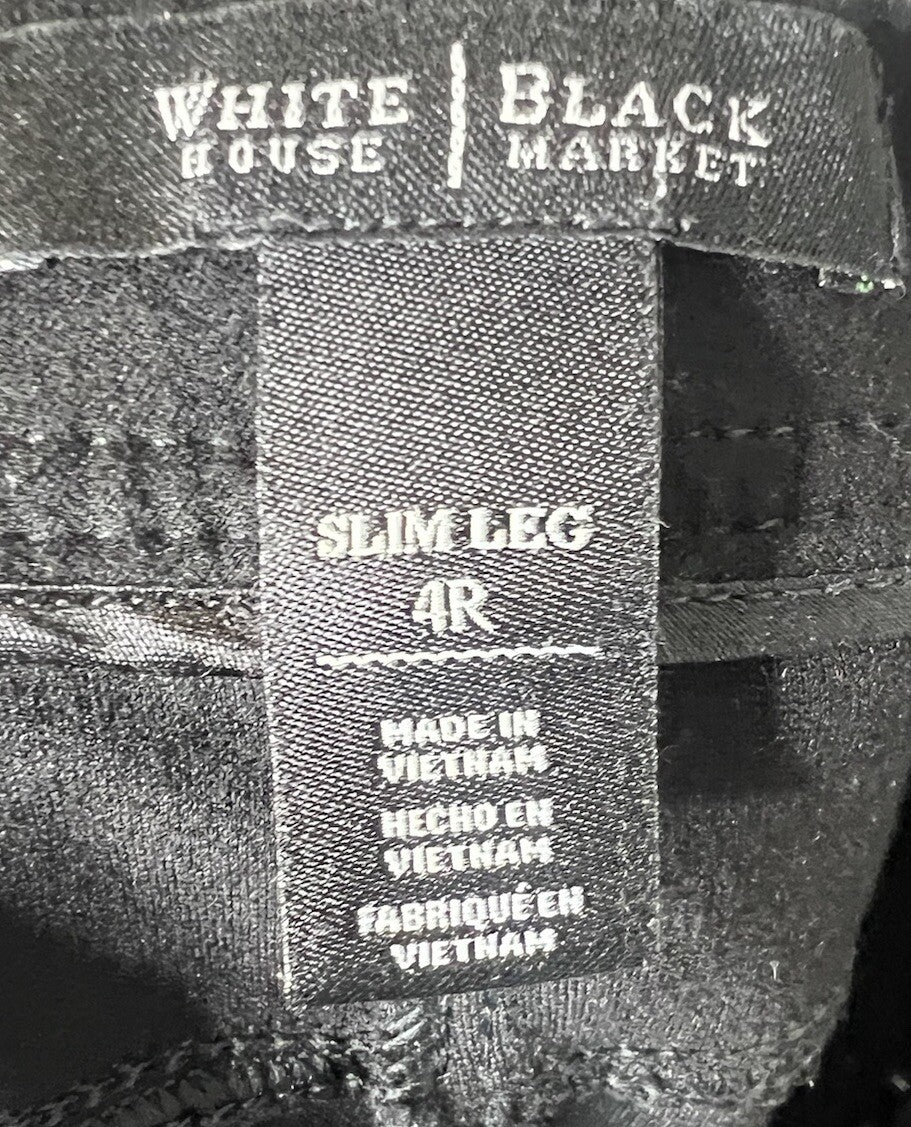 WHITE | BLACK
HOUSE | MARKET
SLIM LEG
4R
MADE IN
VIETNAM
HECHO EN
VIETNAM
FABRIQUÉ EN
VIETNAM